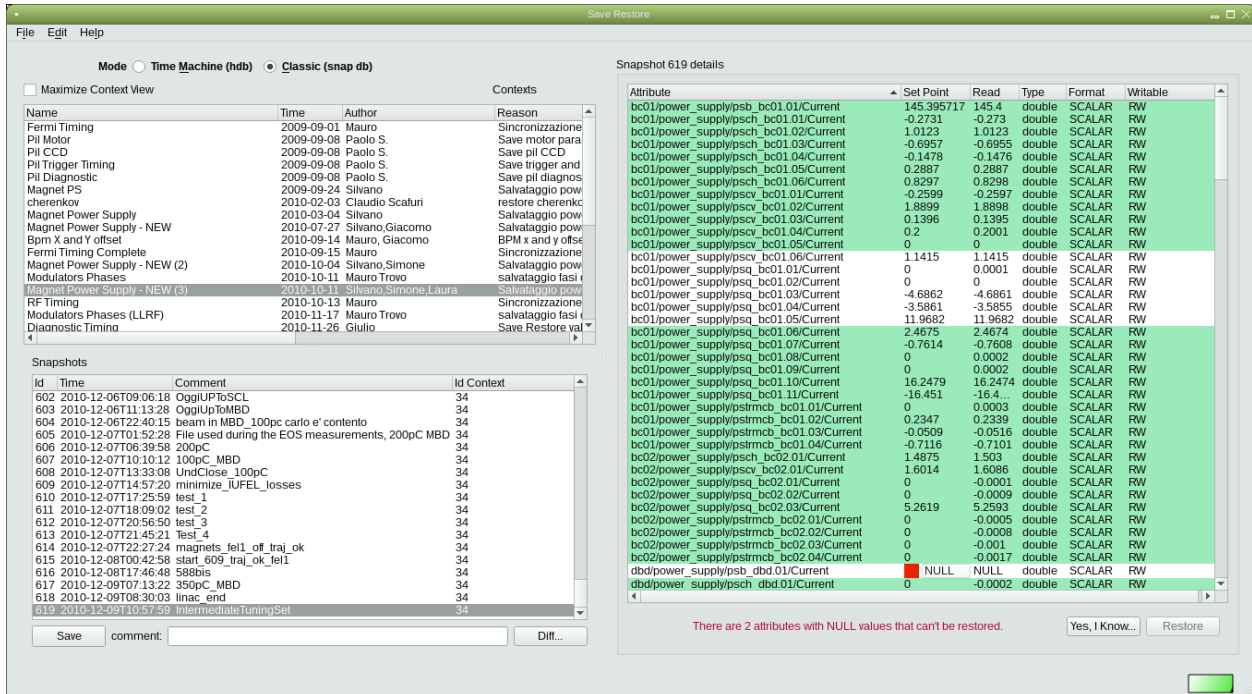 Save Restore
File Edit Help
Mode Time Machine (hdb) Classic (snap db)
Maximize Context View Contexts
Name Time Author Reason
Fermi Timing 2009-09-01 Mauro Sincronizzazione
Pil Motor 2009-09-08 Paolo S. Save motor para
Pil CCD 2009-09-08 Paolo S. Save pil CCD
Pil Trigger Timing 2009-09-08 Paolo S. Save trigger and
Pil Diagnostic 2009-09-08 Paolo S. Save pil diagnos
Magnet PS 2009-09-24 Silvano Salvataggio pow
cherenkov 2010-02-03 Claudio Scafuri restore cherenko
Magnet Power Supply 2010-03-04 Silvano Salvataggio pow
Magnet Power Supply - NEW 2010-07-27 Silvano,Giacomo Salvataggio pow
Bpm X and Y offset 2010-09-14 Mauro, Giacomo BPM x and y offse
Fermi Timing Complete 2010-09-15 Mauro Sincronizzazione
Magnet Power Supply - NEW (2) 2010-10-04 Silvano,Simone Salvataggio pow
Modulators Phases 2010-10-11 Mauro Trovo salvataggio fasi
Magnet Power Supply - NEW (3) 2010-10-11 Silvano,Simone,Laura Salvataggio pow
RF Timing 2010-10-13 Mauro Sincronizzazione
Modulators Phases (LLRF) 2010-11-17 Mauro Trovo salvataggio fasi
Diagnostic Timing 2010-11-26 Giulio Save Restore val
Snapshots
Id Time Comment Id Context
602 2010-12-06T09:06:18 OggiUPToSCL 34
603 2010-12-06T11:13:28 OggiUpToMBD 34
604 2010-12-06T22:40:15 beam in MBD_100pc carlo e' contento 34
605 2010-12-07T01:52:28 File used during the EOS measurements, 200pC MBD 34
606 2010-12-07T06:39:58 200pC 34
607 2010-12-07T10:10:12 100pC_MBD 34
608 2010-12-07T13:33:08 UndClose_100pC 34
609 2010-12-07T14:57:20 minimize_IUFEL_losses 34
610 2010-12-07T17:25:59 test_1 34
611 2010-12-07T18:09:02 test_2 34
612 2010-12-07T20:56:50 test_3 34
613 2010-12-07T21:45:21 Test_4 34
614 2010-12-07T22:27:24 magnets_fel1_off_traj_ok 34
615 2010-12-08T00:42:58 start_609_traj_ok_fel1 34
616 2010-12-08T17:46:48 588bis 34
617 2010-12-09T07:13:22 350pC_MBD 34
618 2010-12-09T08:30:03 linac_end 34
619 2010-12-09T10:57:59 IntermediateTuningSet 34
Save comment: Diff...
Snapshot 619 details
Attribute Set Point Read Type Format Writable
bc01/power_supply/psb_bc01.01/Current 145.395717 145.4 double SCALAR RW
bc01/power_supply/psch_bc01.01/Current -0.2731 -0.273 double SCALAR RW
bc01/power_supply/psch_bc01.02/Current 1.0123 1.0123 double SCALAR RW
bc01/power_supply/psch_bc01.03/Current -0.6957 -0.6955 double SCALAR RW
bc01/power_supply/psch_bc01.04/Current -0.1478 -0.1476 double SCALAR RW
bc01/power_supply/psch_bc01.05/Current 0.2887 0.2887 double SCALAR RW
bc01/power_supply/psch_bc01.06/Current 0.8297 0.8298 double SCALAR RW
bc01/power_supply/pscv_bc01.01/Current -0.2599 -0.2597 double SCALAR RW
bc01/power_supply/pscv_bc01.02/Current 1.8899 1.8898 double SCALAR RW
bc01/power_supply/pscv_bc01.03/Current 0.1396 0.1395 double SCALAR RW
bc01/power_supply/pscv_bc01.04/Current 0.2 0.2001 double SCALAR RW
bc01/power_supply/pscv_bc01.05/Current 0 0 double SCALAR RW
bc01/power_supply/pscv_bc01.06/Current 1.1415 1.1415 double SCALAR RW
bc01/power_supply/psq_bc01.01/Current 0 0.0001 double SCALAR RW
bc01/power_supply/psq_bc01.02/Current 0 0 double SCALAR RW
bc01/power_supply/psq_bc01.03/Current -4.6862 -4.6861 double SCALAR RW
bc01/power_supply/psq_bc01.04/Current -3.5861 -3.5855 double SCALAR RW
bc01/power_supply/psq_bc01.05/Current 11.9682 11.9682 double SCALAR RW
bc01/power_supply/psq_bc01.06/Current 2.4675 2.4674 double SCALAR RW
bc01/power_supply/psq_bc01.07/Current -0.7614 -0.7608 double SCALAR RW
bc01/power_supply/psq_bc01.08/Current 0 0.0002 double SCALAR RW
bc01/power_supply/psq_bc01.09/Current 0 0.0002 double SCALAR RW
bc01/power_supply/psq_bc01.10/Current 16.2479 16.2474 double SCALAR RW
bc01/power_supply/psq_bc01.11/Current -16.451 -16.4... double SCALAR RW
bc01/power_supply/pstrmcb_bc01.01/Current 0 0.0003 double SCALAR RW
bc01/power_supply/pstrmcb_bc01.02/Current 0.2347 0.2339 double SCALAR RW
bc01/power_supply/pstrmcb_bc01.03/Current -0.0509 -0.0516 double SCALAR RW
bc01/power_supply/pstrmcb_bc01.04/Current -0.7116 -0.7101 double SCALAR RW
bc02/power_supply/psch_bc02.01/Current 1.4875 1.503 double SCALAR RW
bc02/power_supply/pscv_bc02.01/Current 1.6014 1.6086 double SCALAR RW
bc02/power_supply/psq_bc02.01/Current 0 -0.0001 double SCALAR RW
bc02/power_supply/psq_bc02.02/Current 0 -0.0009 double SCALAR RW
bc02/power_supply/psq_bc02.03/Current 5.2619 5.2593 double SCALAR RW
bc02/power_supply/pstrmcb_bc02.01/Current 0 -0.0005 double SCALAR RW
bc02/power_supply/pstrmcb_bc02.02/Current 0 -0.0008 double SCALAR RW
bc02/power_supply/pstrmcb_bc02.03/Current 0 -0.001 double SCALAR RW
bc02/power_supply/pstrmcb_bc02.04/Current 0 -0.0017 double SCALAR RW
dbd/power_supply/psb_dbd.01/Current NULL NULL double SCALAR RW
dbd/power_supply/psch_dbd.01/Current 0 -0.0002 double SCALAR RW
There are 2 attributes with NULL values that can't be restored. Yes, I Know... Restore